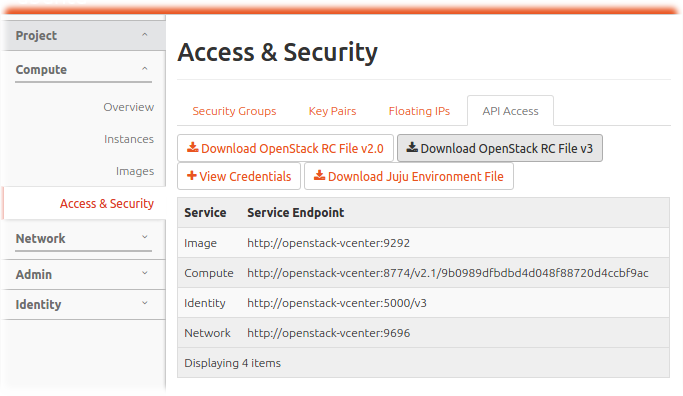 Project
Compute
Overview
Instances
Images
Access & Security
Network
Admin
Identity
Access & Security
Security Groups Key Pairs Floating IPs API Access
Download OpenStack RC File v2.0 Download OpenStack RC File v3
View Credentials Download Juju Environment File
Service Service Endpoint
Image http://openstack-vcenter:9292
Compute http://openstack-vcenter:8774/v2.1/9b0989dfbdbd4d048f88720d4ccbf9ac
Identity http://openstack-vcenter:5000/v3
Network http://openstack-vcenter:9696
Displaying 4 items